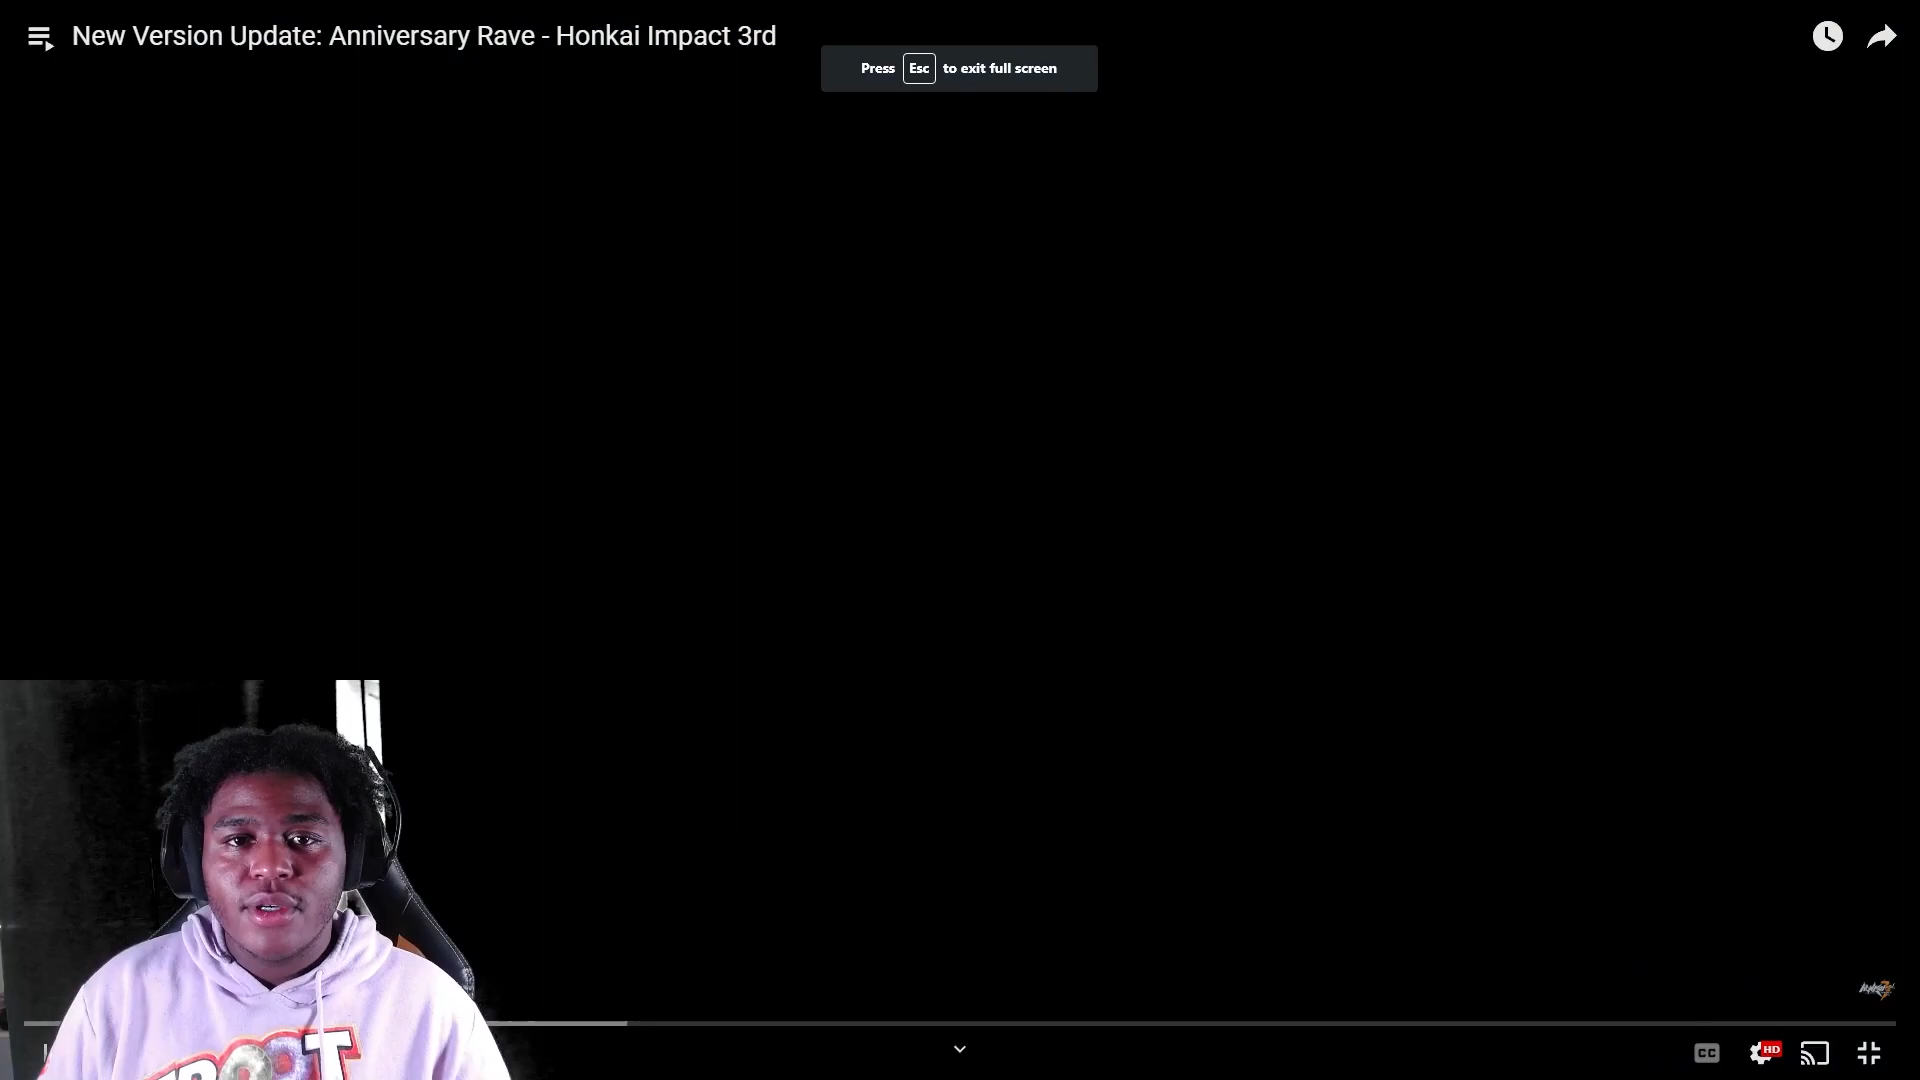 New Version Update: Anniversary Rave - Honkai Impact 3rd
Press Esc to exit full screen
CC
HD